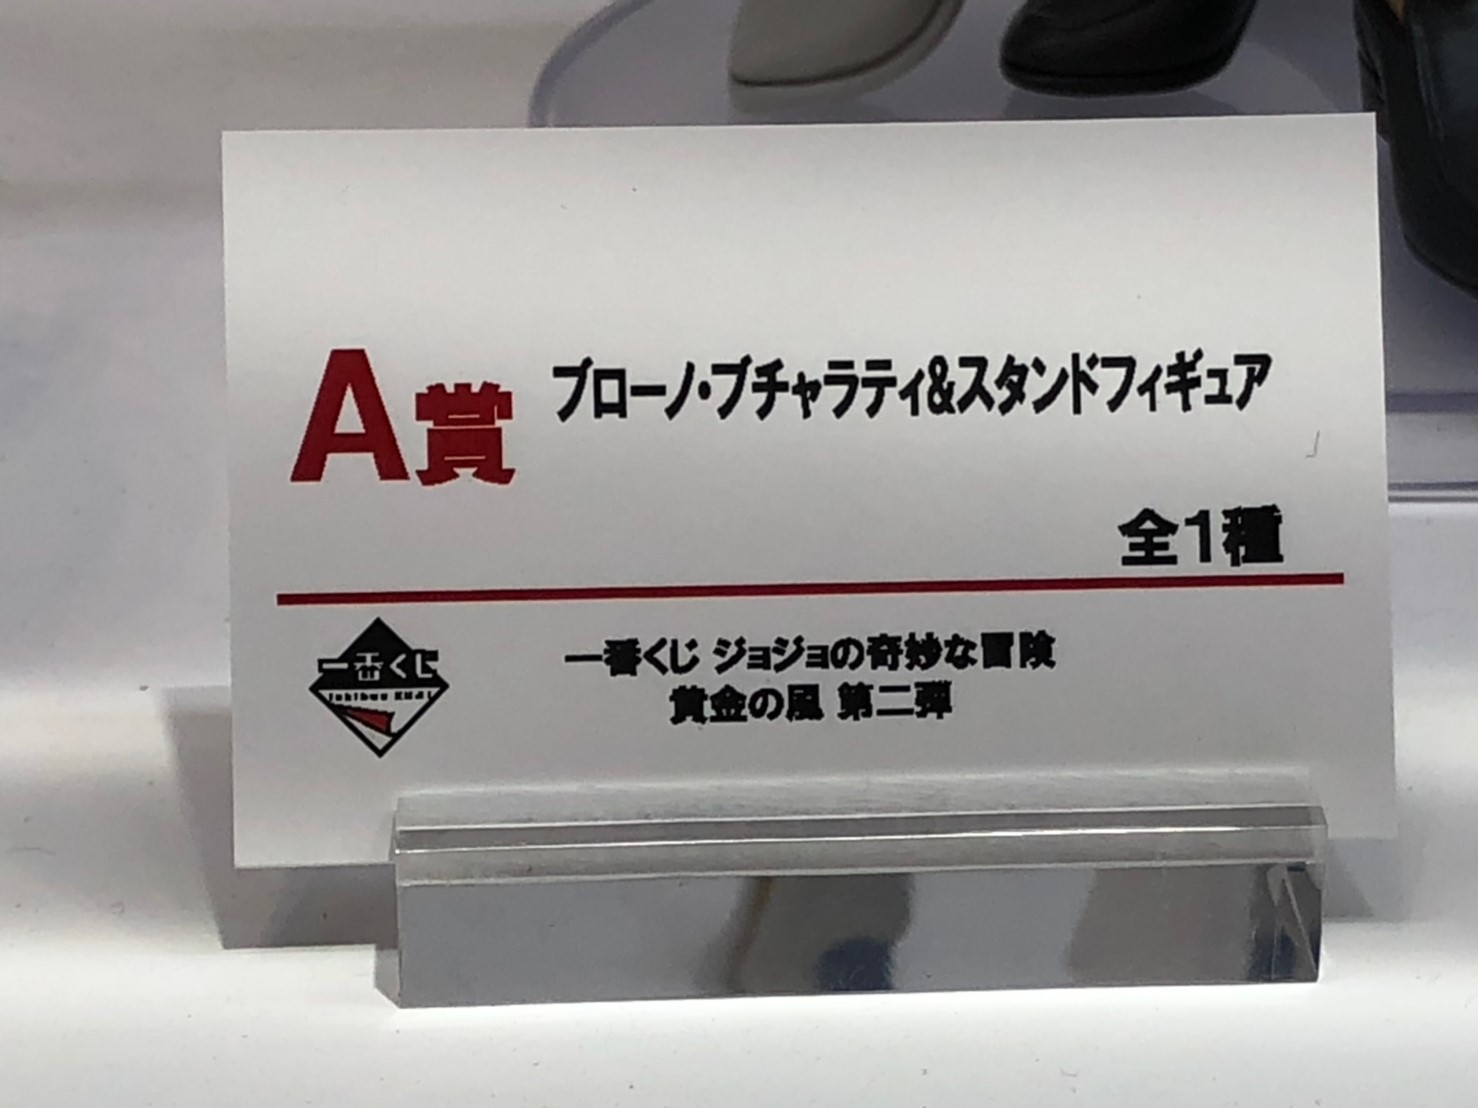 A賞 ブローノ・ブチャラティ&スタンドフィギュア
全1種
一番くじ
Ichiban KUJI
一番くじ ジョジョの奇妙な冒険
黄金の風 第二弾